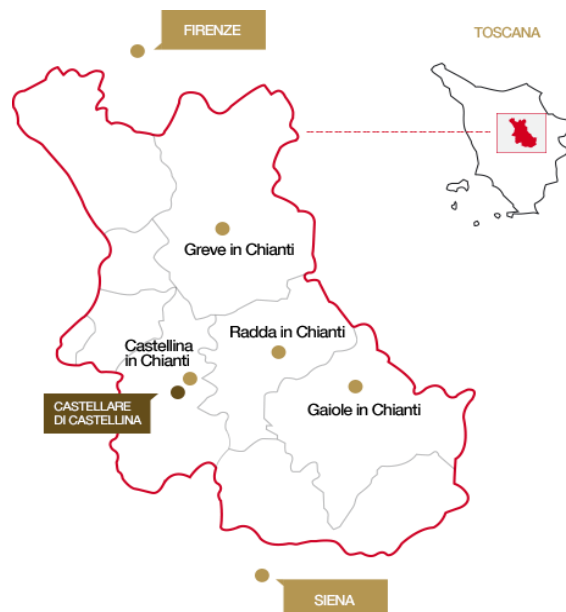 FIRENZE
TOSCANA
Greve in Chianti
Castellina
in Chianti
Radda in Chianti
CASTELLARE
DI CASTELLINA
Gaiole in Chianti
SIENA